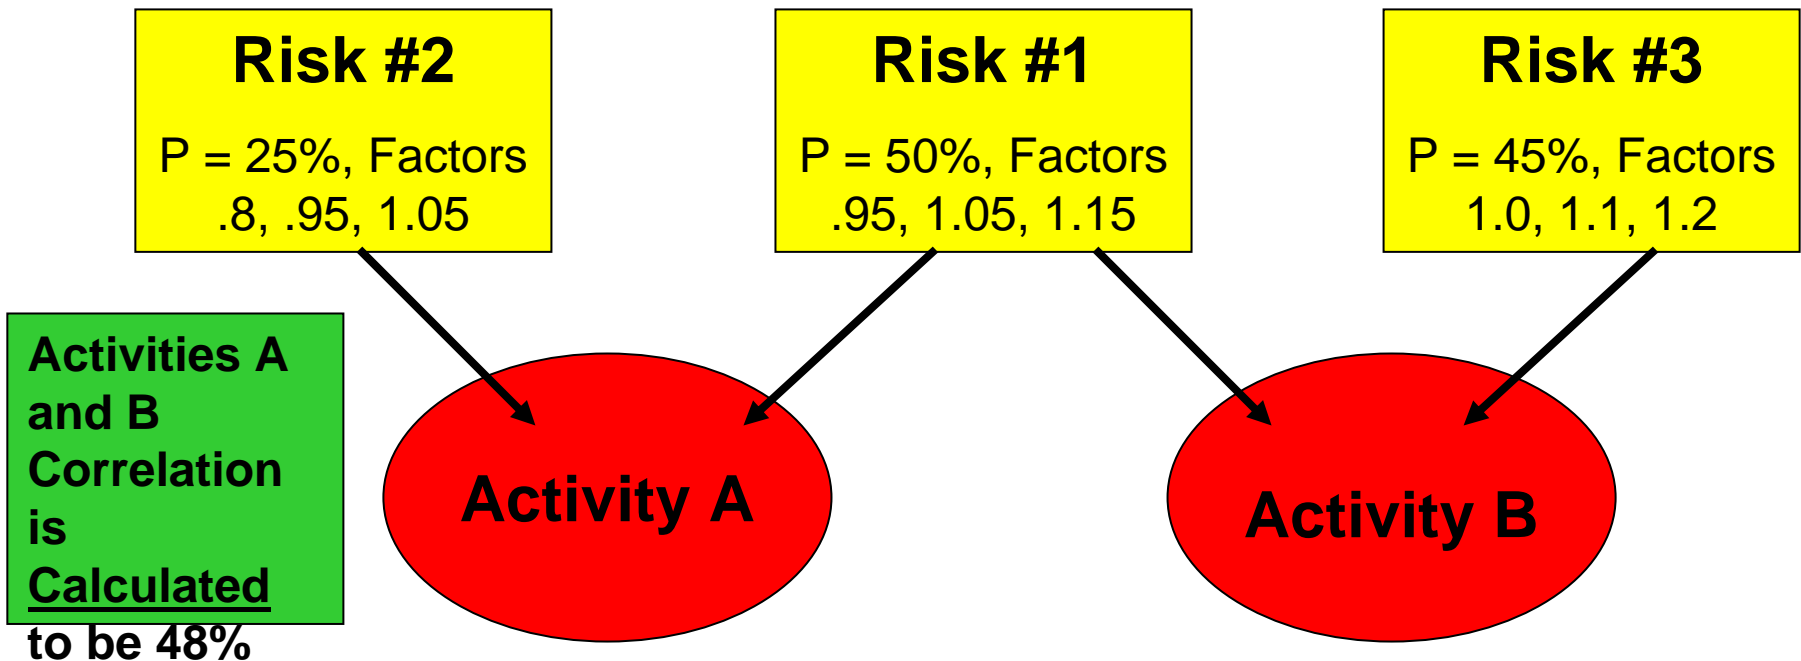 Risk #2
P = 25%, Factors
.8, .95, 1.05
Risk #1
P = 50%, Factors
.95, 1.05, 1.15
Risk #3
P = 45%, Factors
1.0, 1.1, 1.2
Activities A
and B
Correlation
is
Calculated
to be 48%
Activity A
Activity B